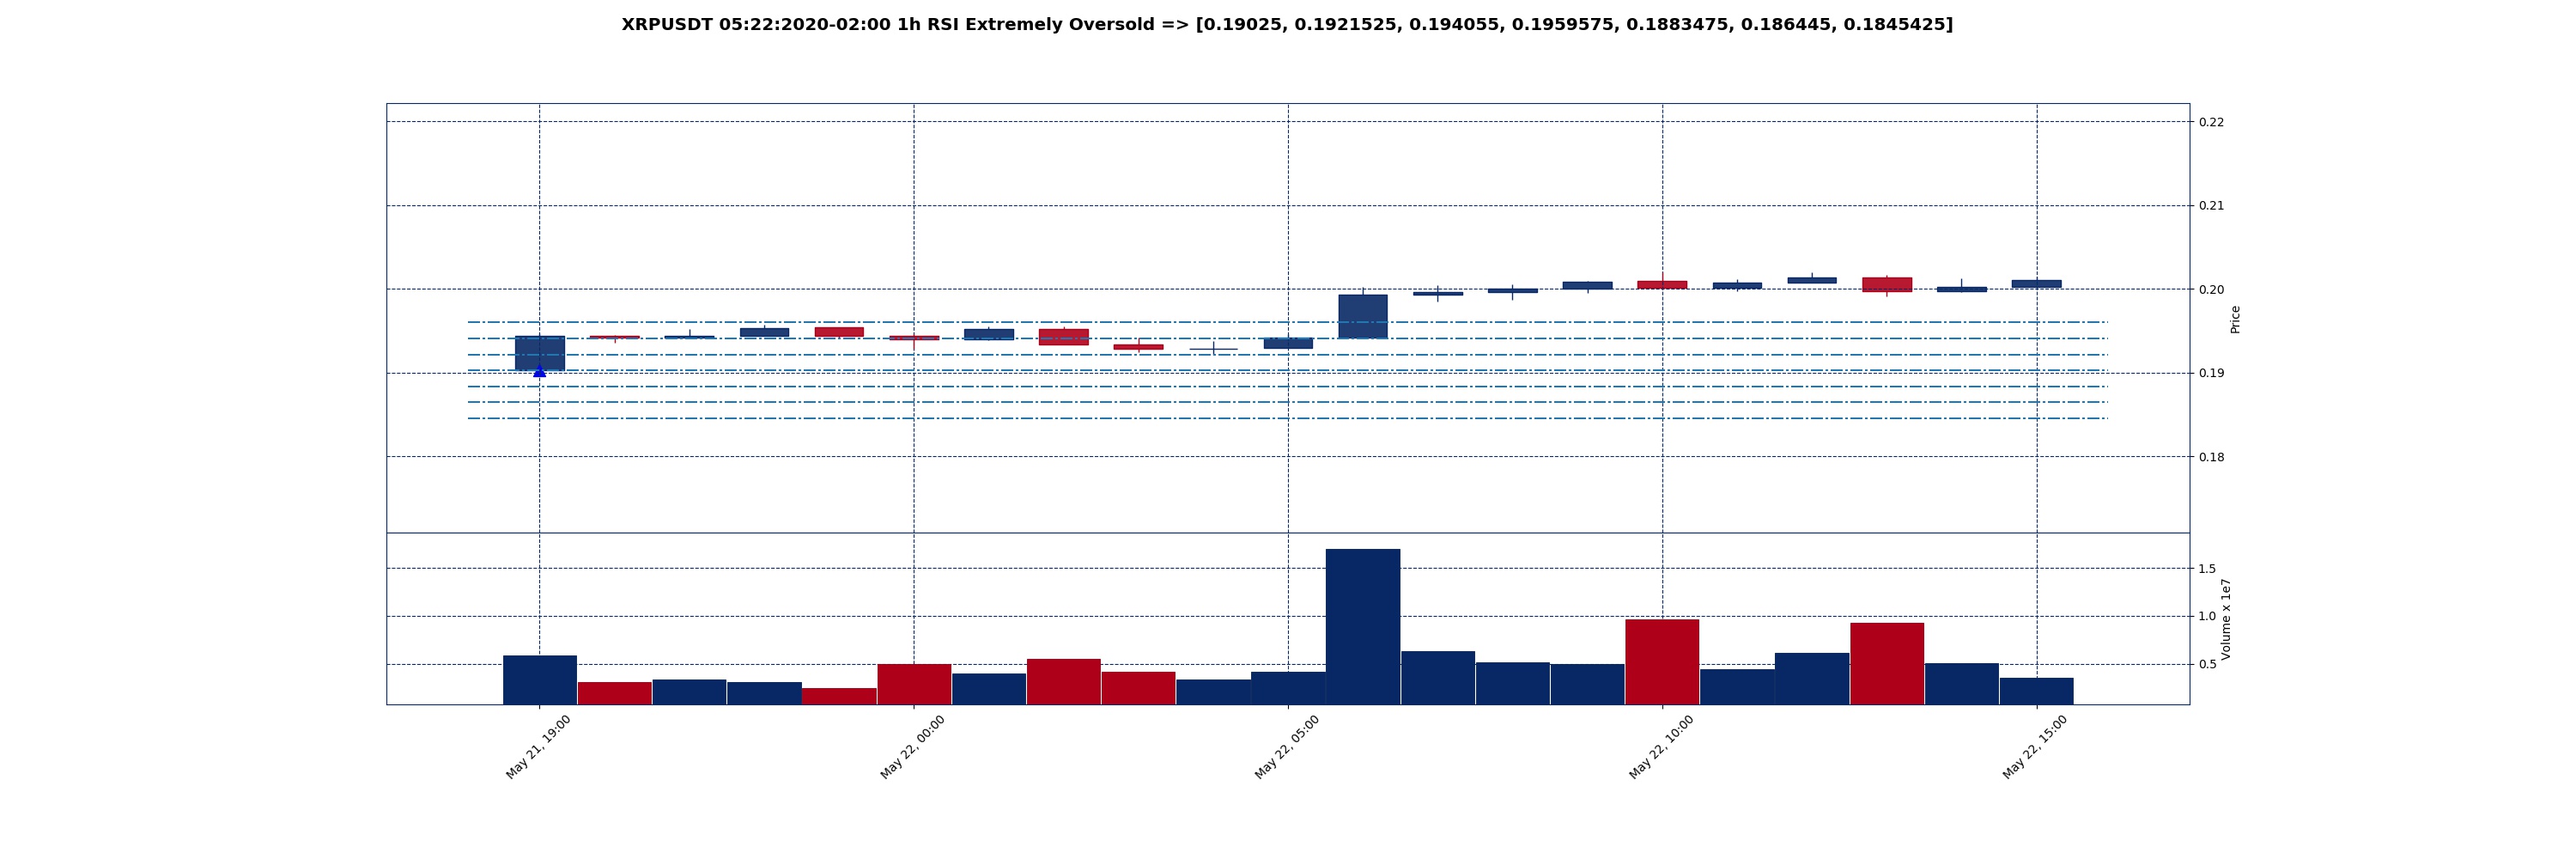 XRPUSDT 05:22:2020-02:00 1h RSI Extremely Oversold => [0.19025, 0.1921525, 0.194055, 0.1959575, 0.1883475, 0.186445, 0.1845425]
0.22
0.21
0.20
0.19
0.18
Price
1.5
1.0
0.5
Volume x 1e7
May 21, 19:00
May 22, 00:00
May 22, 05:00
May 22, 10:00
May 22, 15:00